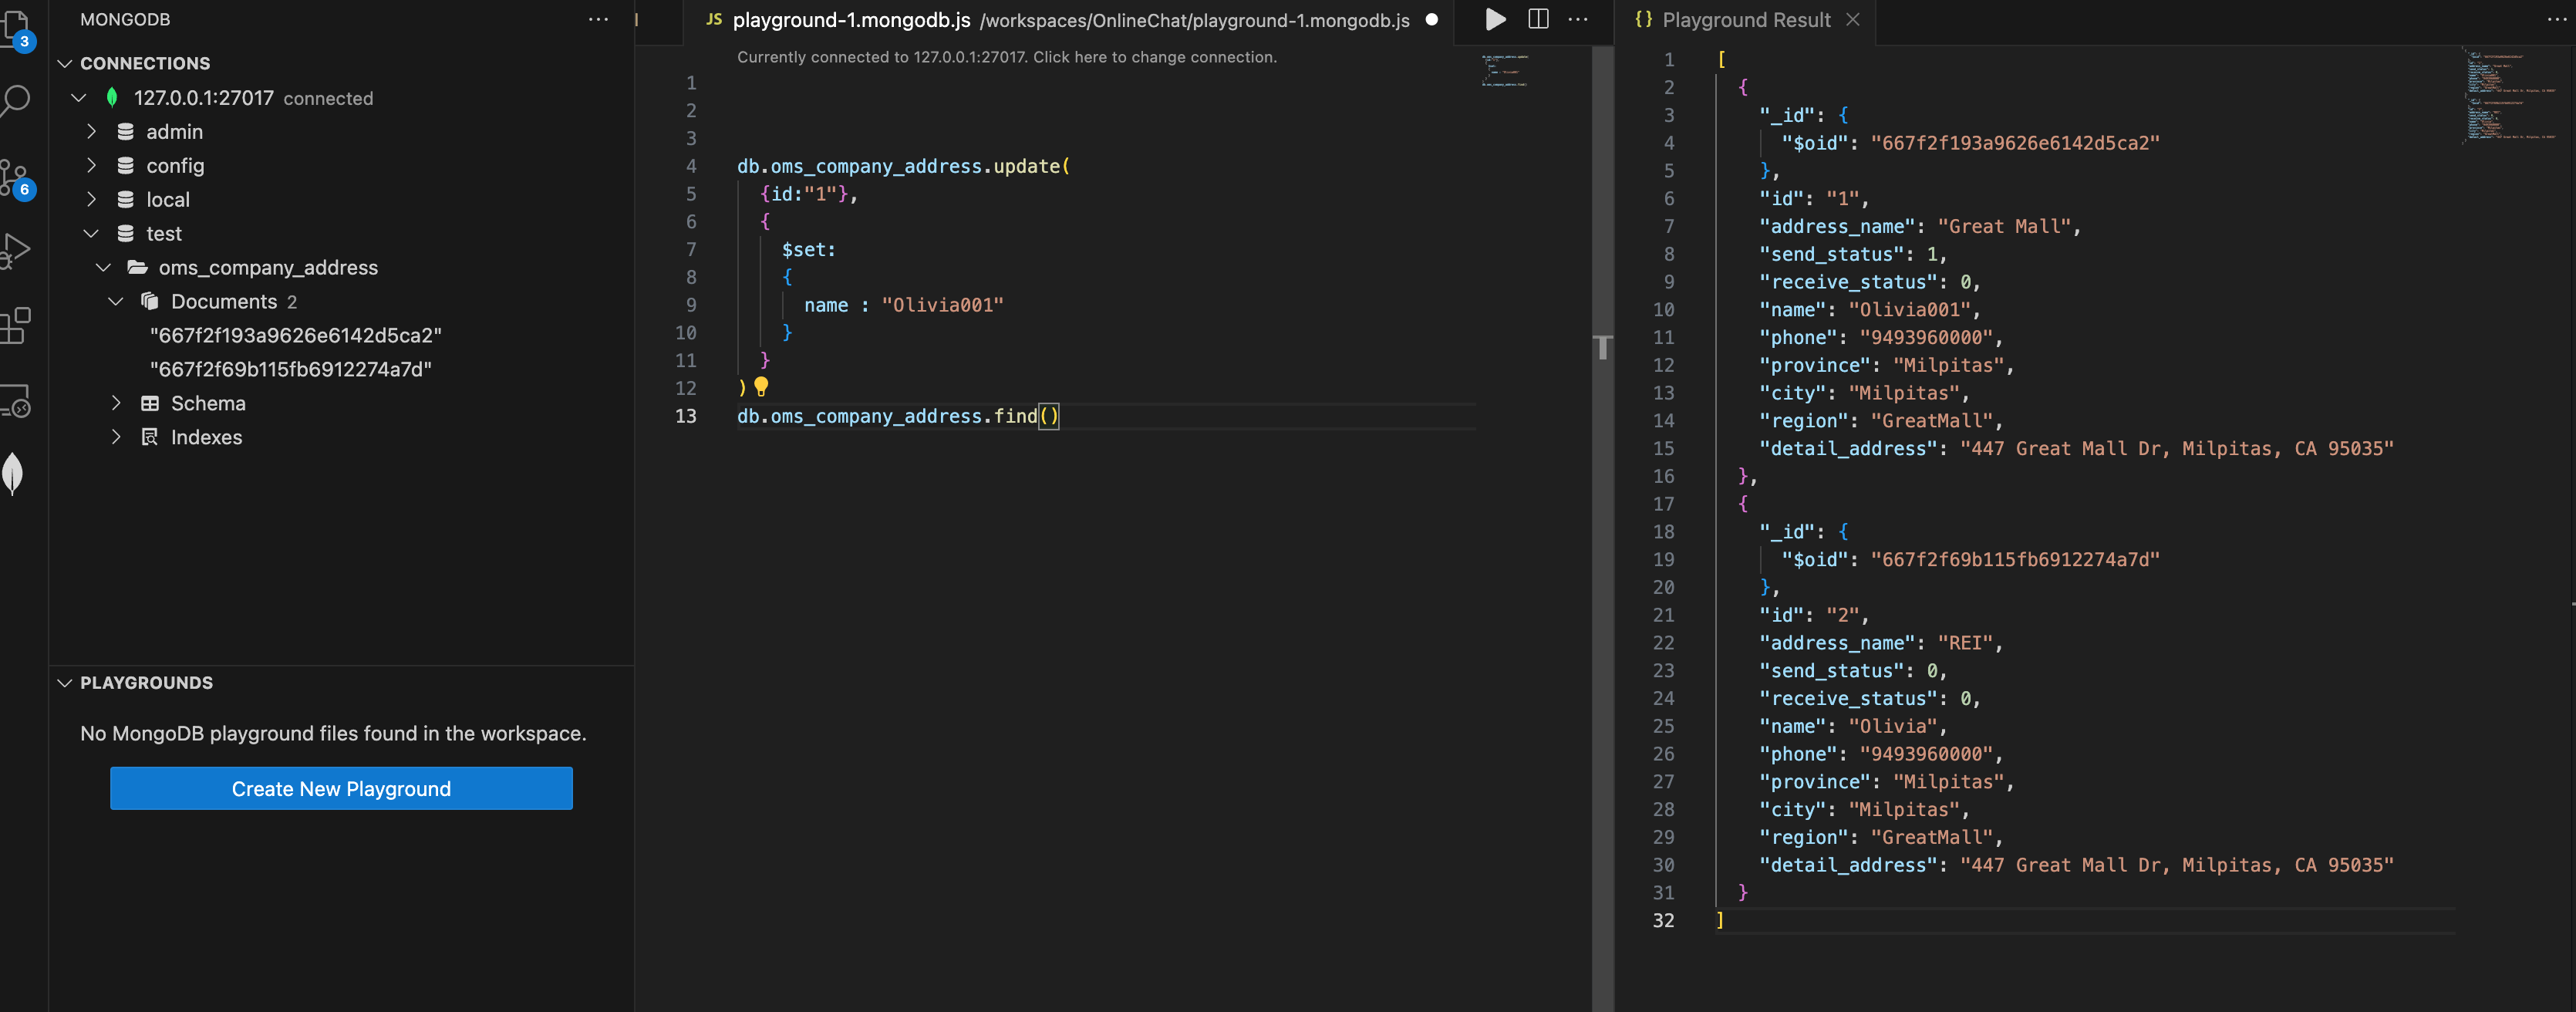 MONGODB
CONNECTIONS
127.0.0.1:27017 connected
admin
config
local
test
oms_company_address
Documents 2
"667f2f193a9626e6142d5ca2"
"667f2f69b115fb6912274a7d"
Schema
Indexes
PLAYGROUNDS
No MongoDB playground files found in the workspace.
Create New Playground
3
6
JS playground-1.mongodb.js /workspaces/OnlineChat/playground-1.mongodb.js
Currently connected to 127.0.0.1:27017. Click here to change connection.
1
2
3
4 db.oms_company_address.update(
5 {id:"1"},
6 {
7 $set:
8 {
9 name : "Olivia001"
10 }
11 }
12 )
13 db.oms_company_address.find()
{} Playground Result
1 [
2 {
3 "_id": {
4 "$oid": "667f2f193a9626e6142d5ca2"
5 },
6 "id": "1",
7 "address_name": "Great Mall",
8 "send_status": 1,
9 "receive_status": 0,
10 "name": "Olivia001",
11 "phone": "9493960000",
12 "province": "Milpitas",
13 "city": "Milpitas",
14 "region": "GreatMall",
15 "detail_address": "447 Great Mall Dr, Milpitas, CA 95035"
16 },
17 {
18 "_id": {
19 "$oid": "667f2f69b115fb6912274a7d"
20 },
21 "id": "2",
22 "address_name": "REI",
23 "send_status": 0,
24 "receive_status": 0,
25 "name": "Olivia",
26 "phone": "9493960000",
27 "province": "Milpitas",
28 "city": "Milpitas",
29 "region": "GreatMall",
30 "detail_address": "447 Great Mall Dr, Milpitas, CA 95035"
31 }
32 ]